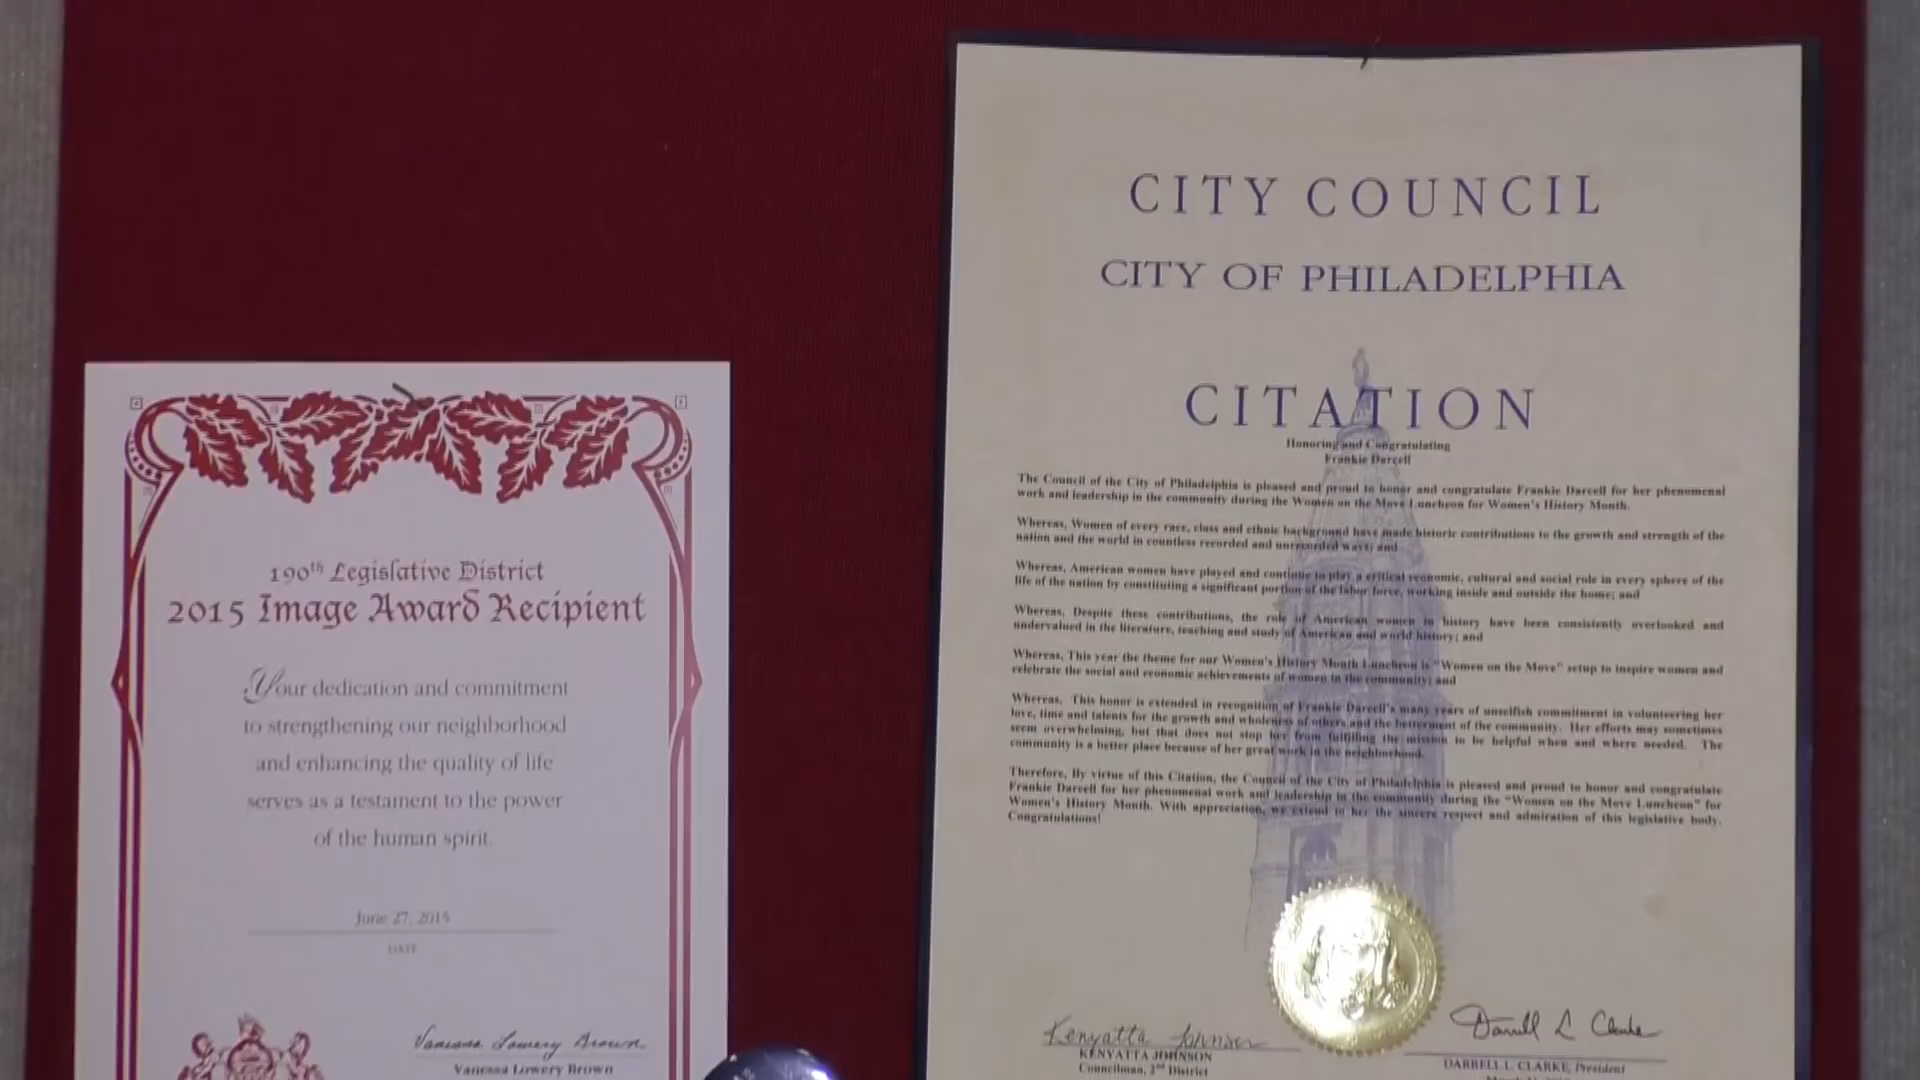 190th Legislative District
2015 Image Award Recipient
Your dedication and commitment
to strengthening our neighborhood
and enhancing the quality of life
serves as a testament to the power
of the human spirit.
June 27, 2015
DATE
Vanessa Lowery Brown
Vanessa Lowery Brown
CITY COUNCIL
CITY OF PHILADELPHIA
CITATION
Honoring and Congratulating
Frankie Darcell
The Council of the City of Philadelphia is pleased and proud to honor and congratulate Frankie Darcell for her phenomenal
work and leadership in the community during the Women on the Move Luncheon for Women's History Month.
Whereas, Women of every race, class and ethnic background have made historic contributions to the growth and strength of the
nation and the world in countless recorded and unrecorded ways; and
Whereas, American women have played and continue to play a critical economic, cultural and social role in every sphere of the
life of the nation by constituting a significant portion of the labor force, working inside and outside the home; and
Whereas, Despite these contributions, the role of American women in history have been consistently overlooked and
undervalued in the literature, teaching and study of American and world history; and
Whereas, This year the theme for our Women's History Month Luncheon is "Women on the Move" setup to inspire women and
celebrate the social and economic achievements of women in the community; and
Whereas, This honor is extended in recognition of Frankie Darcell's many years of unselfish commitment in volunteering her
love, time and talents for the growth and wholeness of others and the betterment of the community. Her efforts may sometimes
seem overwhelming, but that does not stop her from fulfilling the mission to be helpful when and where needed. The
community is a better place because of her great work in the neighborhood.
Therefore, By virtue of this Citation, the Council of the City of Philadelphia is pleased and proud to honor and congratulate
Frankie Darcell for her phenomenal work and leadership in the community during the "Women on the Move Luncheon" for
Women's History Month. With appreciation, we extend to her the sincere respect and admiration of this legislative body.
Congratulations!
Kenyatta Johnson
KENYATTA JOHNSON
Councilman, 2nd District
Darrell L Clarke
DARRELL L. CLARKE, President